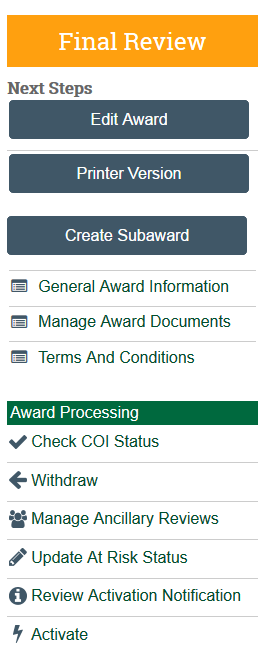 Final Review
Next Steps
Edit Award
Printer Version
Create Subaward
General Award Information
Manage Award Documents
Terms And Conditions
Award Processing
Check COI Status
Withdraw
Manage Ancillary Reviews
Update At Risk Status
Review Activation Notification
Activate